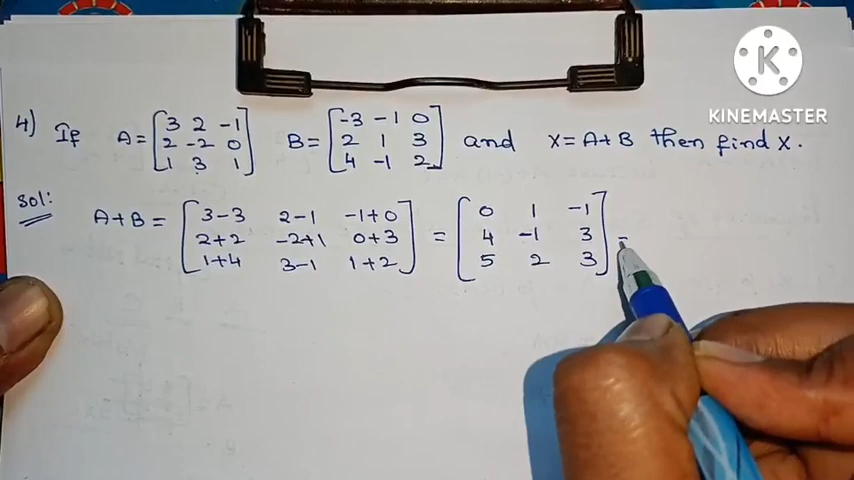 K
KINEMASTER
4) If A = [3 2 -1 B = [-3 -1 0 and X = A+B then find X.
2 -2 0 2 1 3
1 3 1] 4 -1 2]
Sol:
A+B = [3-3 2-1 -1+0 = [0 1 -1
2+2 -2+1 0+3 4 -1 3
1+4 3-1 1+2] 5 2 3] =